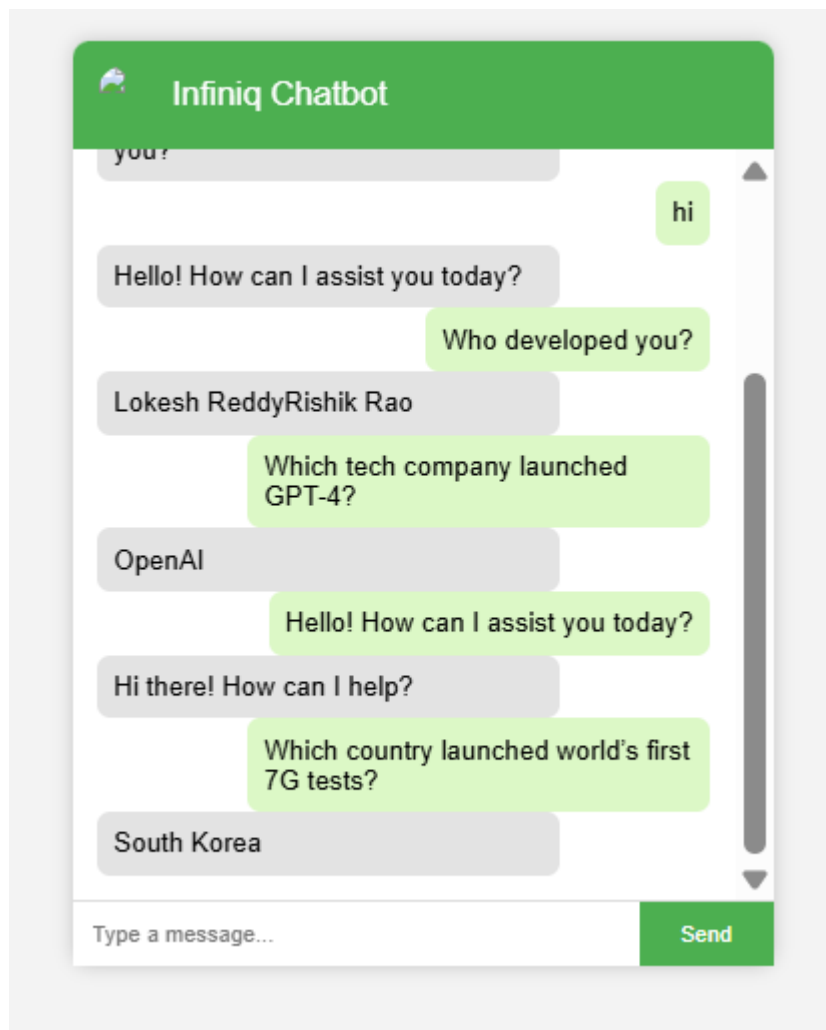 Infiniq Chatbot
you?
hi
Hello! How can I assist you today?
Who developed you?
Lokesh ReddyRishik Rao
Which tech company launched
GPT-4?
OpenAI
Hello! How can I assist you today?
Hi there! How can I help?
Which country launched world’s first
7G tests?
South Korea
Type a message...
Send